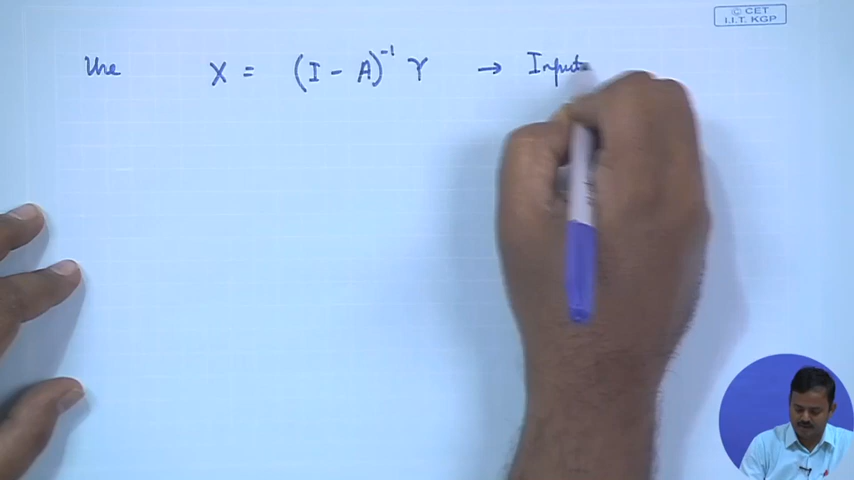 © CET
I.I.T. KGP
Use X = (I - A)⁻¹ Y → Input